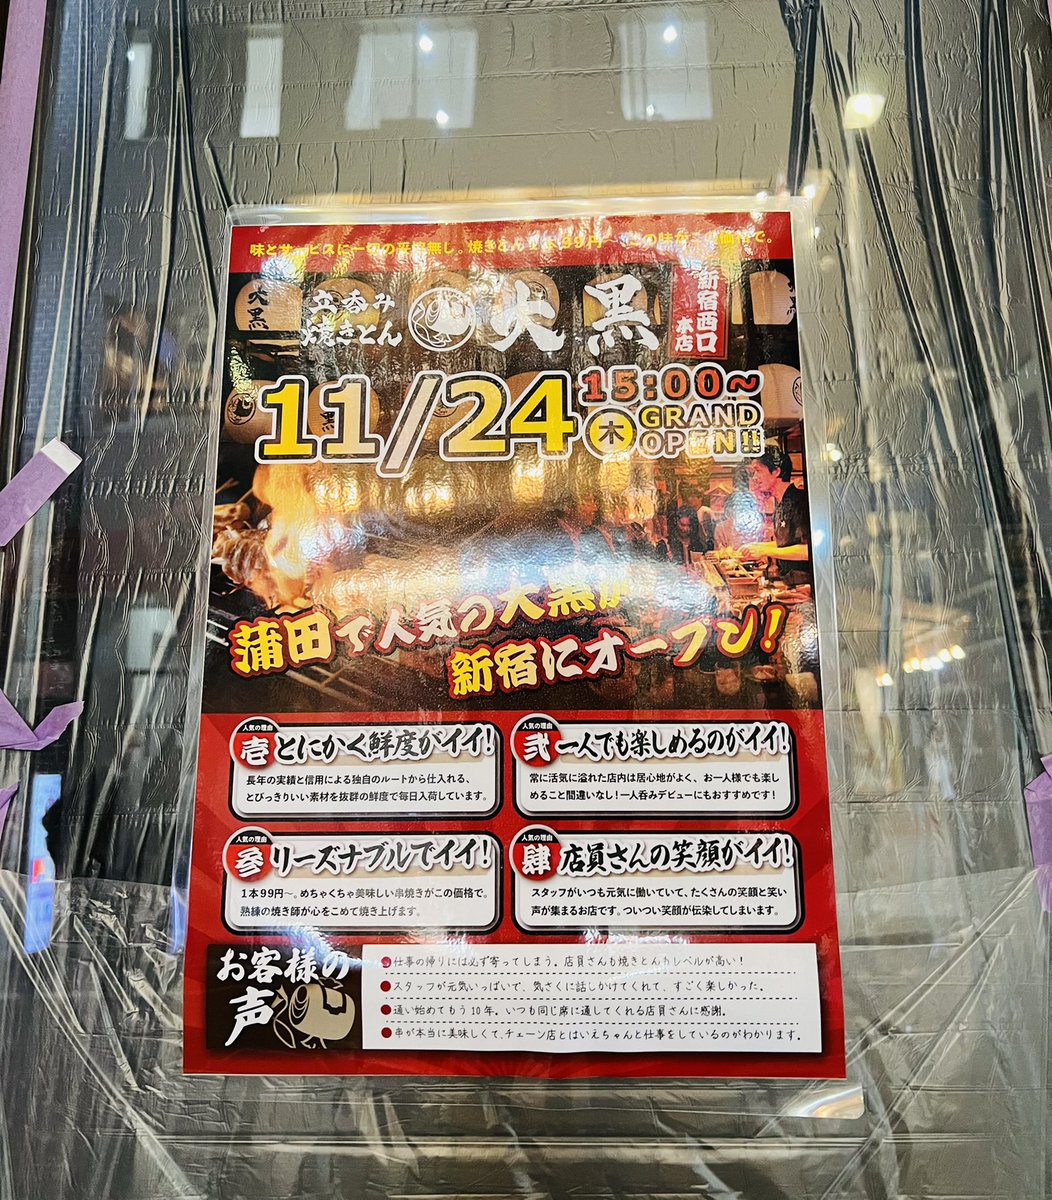 味とサービスに一切の妥協無し。焼きとん1本99円〜 この味がこの価格で。
立呑み
焼きとん
大黒
新宿西口
本店
11/24
木
15:00〜
GRAND
OPEN!!
大黒
蒲田で人気の大黒が
新宿にオープン!
人気の理由
壱 とにかく鮮度がイイ!
長年の実績と信用による独自のルートから仕入れる、
とびっきりいい素材を抜群の鮮度で毎日入荷しています。
人気の理由
弐 一人でも楽しめるのがイイ!
常に活気に溢れた店内は居心地がよく、お一人様でも楽し
めること間違いなし!一人呑みデビューにもおすすめです!
人気の理由
参 リーズナブルでイイ!
1本99円〜。めちゃくちゃ美味しい串焼きがこの価格で。
熟練の焼き師が心をこめて焼き上げます。
人気の理由
肆 店員さんの笑顔がイイ!
スタッフがいつも元気に働いていて、たくさんの笑顔と笑い
声が集まるお店です。ついつい笑顔が伝染してしまいます。
お客様の
声
●仕事の帰りには必ず寄ってしまう。店員さんも焼きとんもレベルが高い!
●スタッフが元気いっぱいで、気さくに話しかけてくれて、すごく楽しかった。
●通い始めてもう10年。いつも同じ席に通してくれる店員さんに感謝。
●串が本当に美味しくて、チェーン店とはいえちゃんと仕事をしているのがわかります。